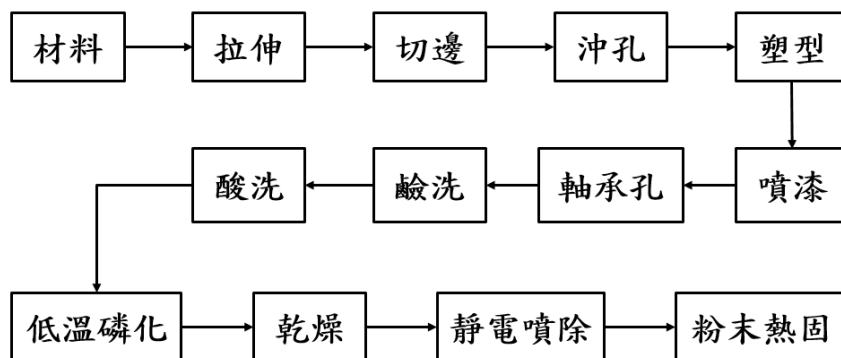 材料 拉伸 切邊 沖孔 塑型
酸洗 鹼洗 軸承孔 噴漆
低溫磷化 乾燥 靜電噴除 粉末熱固